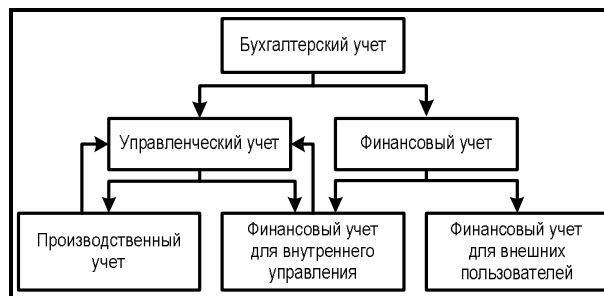 Бухгалтерский учет
Управленческий учет
Финансовый учет
Производственный
учет
Финансовый учет
для внутреннего
управления
Финансовый учет
для внешних
пользователей